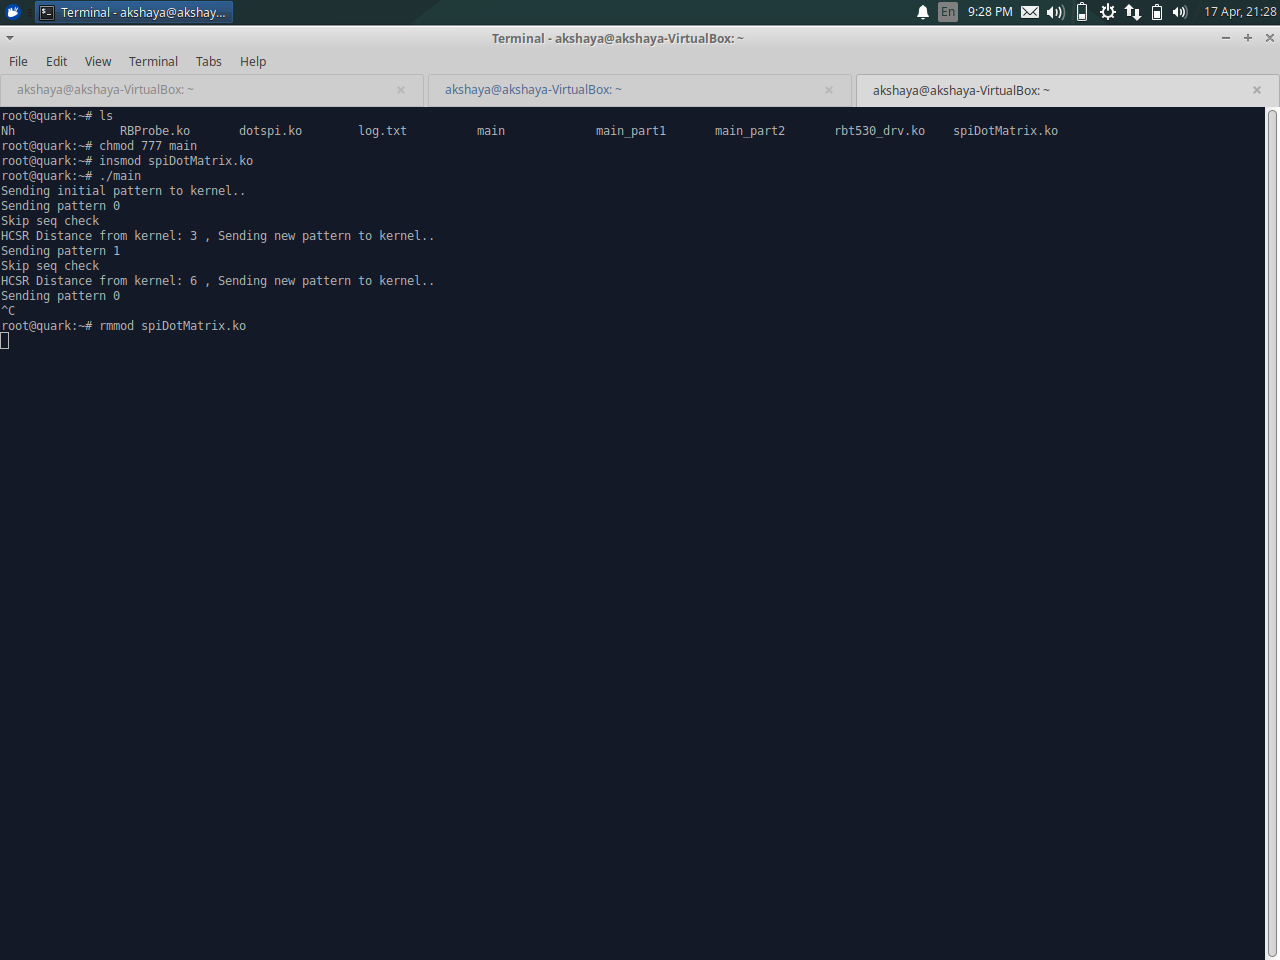 Terminal - akshaya@akshay...
En
9:28 PM
17 Apr, 21:28
Terminal - akshaya@akshaya-VirtualBox: ~
File Edit View Terminal Tabs Help
akshaya@akshaya-VirtualBox: ~
akshaya@akshaya-VirtualBox: ~
akshaya@akshaya-VirtualBox: ~
root@quark:~# ls
Nh RBProbe.ko dotspi.ko log.txt main main_part1 main_part2 rbt530_drv.ko spiDotMatrix.ko
root@quark:~# chmod 777 main
root@quark:~# insmod spiDotMatrix.ko
root@quark:~# ./main
Sending initial pattern to kernel..
Sending pattern 0
Skip seq check
HCSR Distance from kernel: 3 , Sending new pattern to kernel..
Sending pattern 1
Skip seq check
HCSR Distance from kernel: 6 , Sending new pattern to kernel..
Sending pattern 0
^C
root@quark:~# rmmod spiDotMatrix.ko